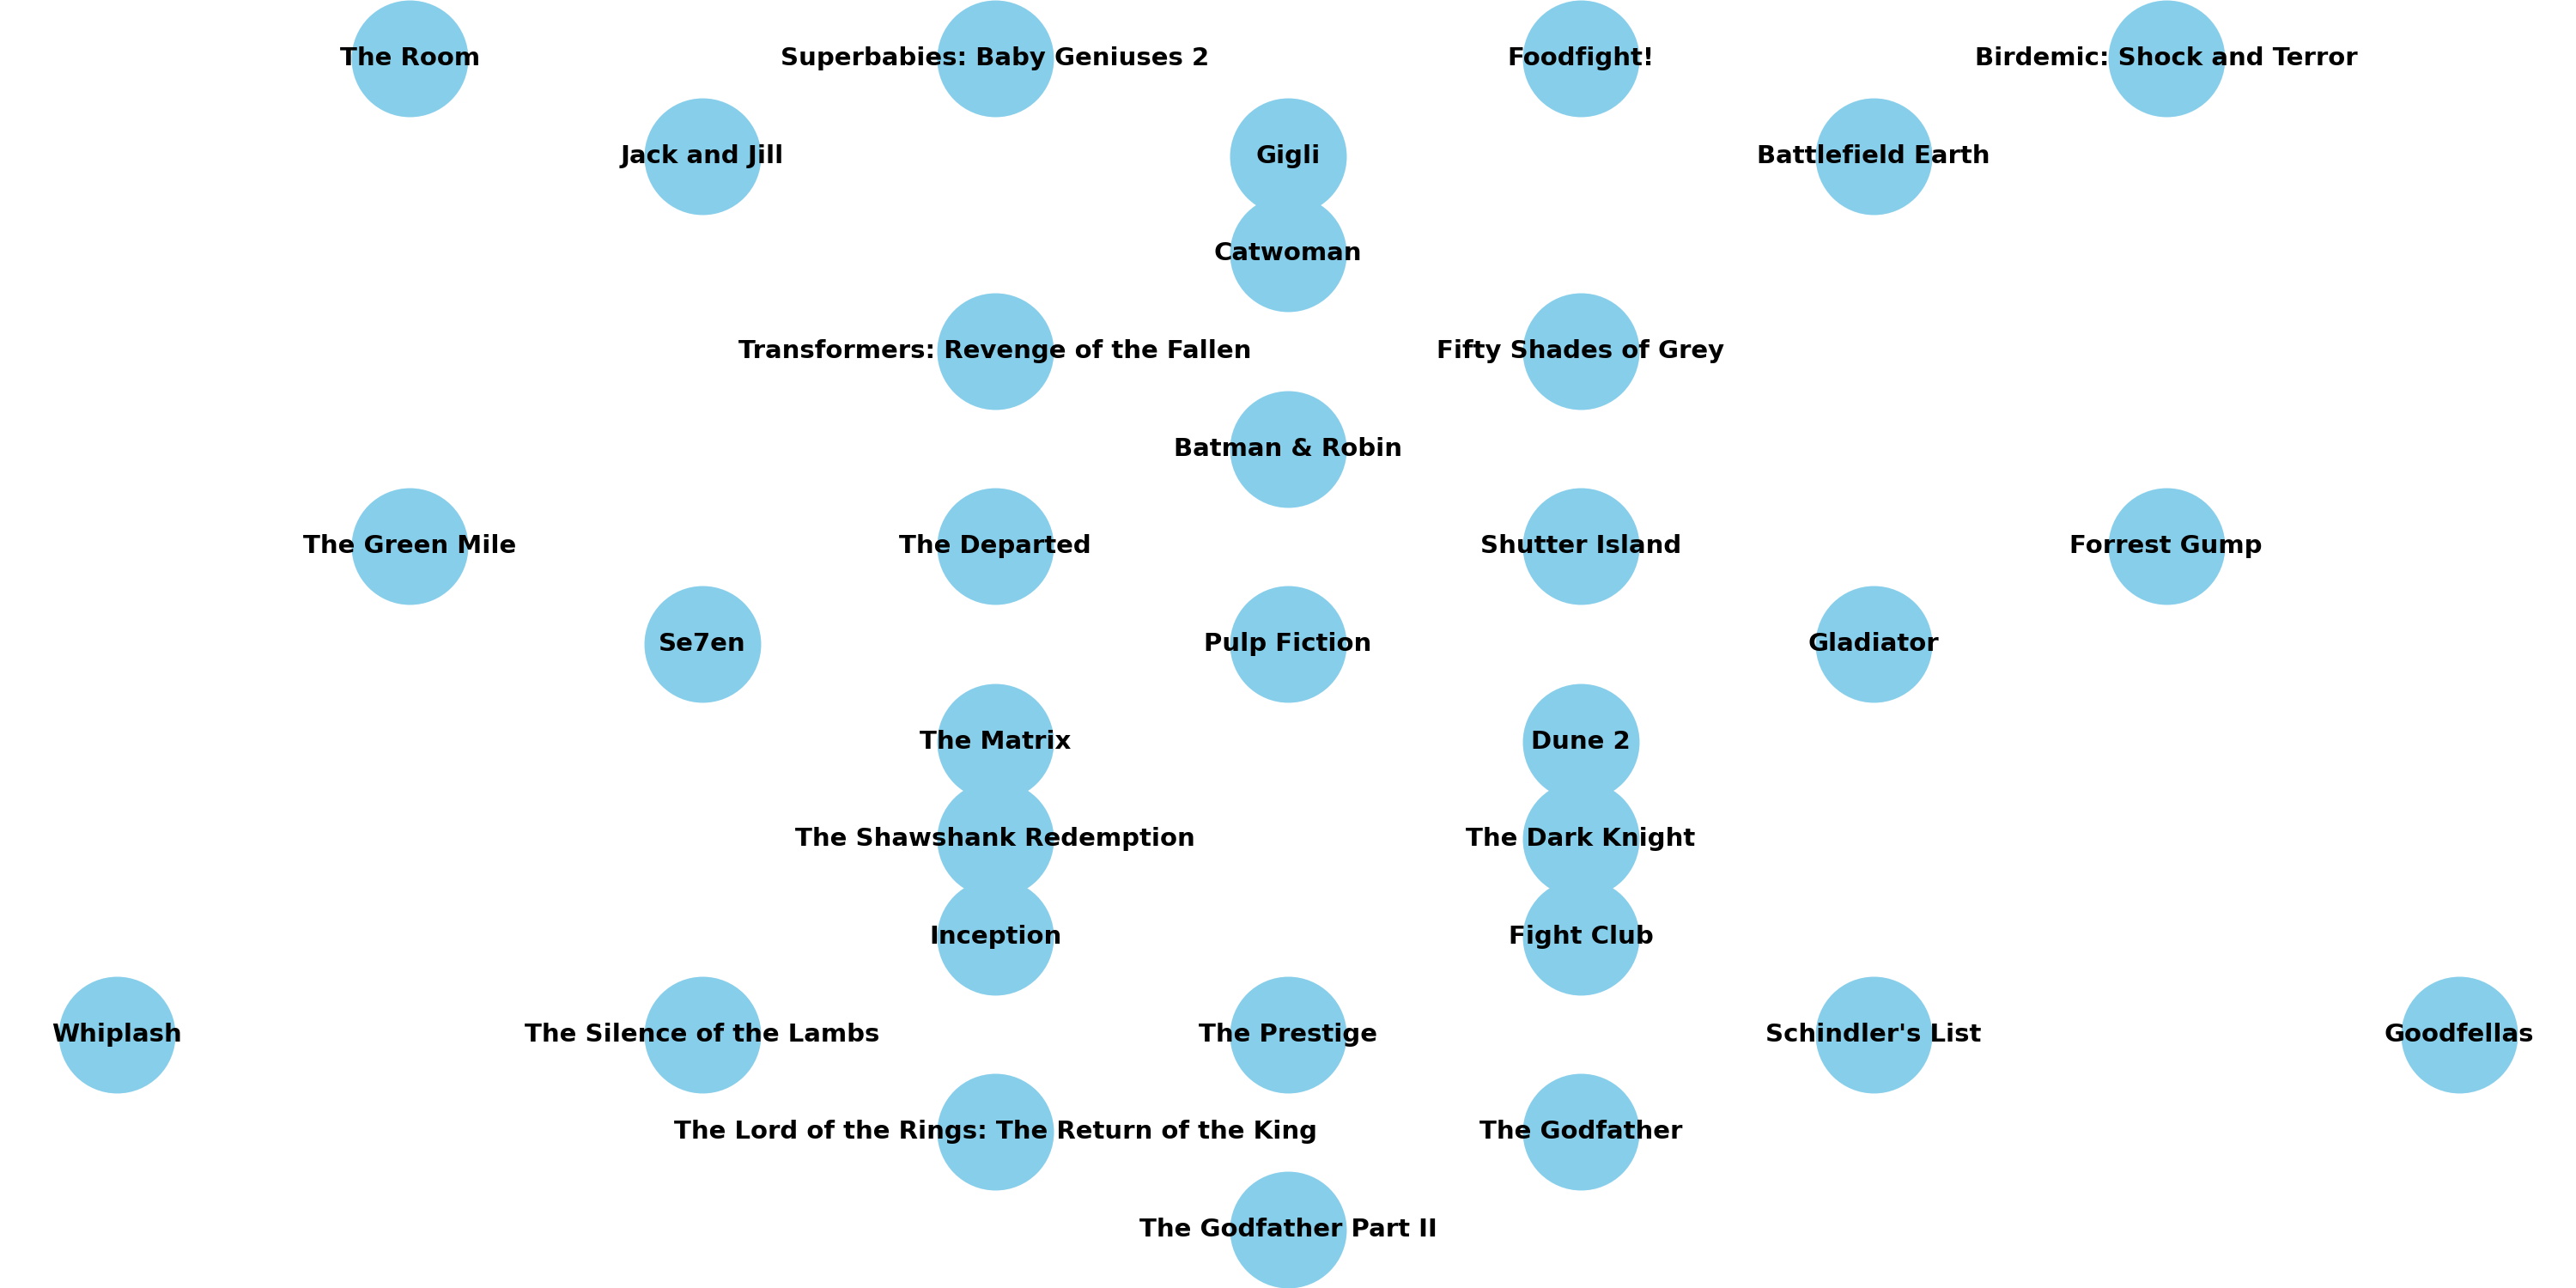 The Room
Superbabies: Baby Geniuses 2
Foodfight!
Birdemic: Shock and Terror
Jack and Jill
Gigli
Battlefield Earth
Catwoman
Transformers: Revenge of the Fallen
Fifty Shades of Grey
Batman & Robin
The Green Mile
The Departed
Shutter Island
Forrest Gump
Se7en
Pulp Fiction
Gladiator
The Matrix
Dune 2
The Shawshank Redemption
The Dark Knight
Inception
Fight Club
Whiplash
The Silence of the Lambs
The Prestige
Schindler's List
Goodfellas
The Lord of the Rings: The Return of the King
The Godfather
The Godfather Part II